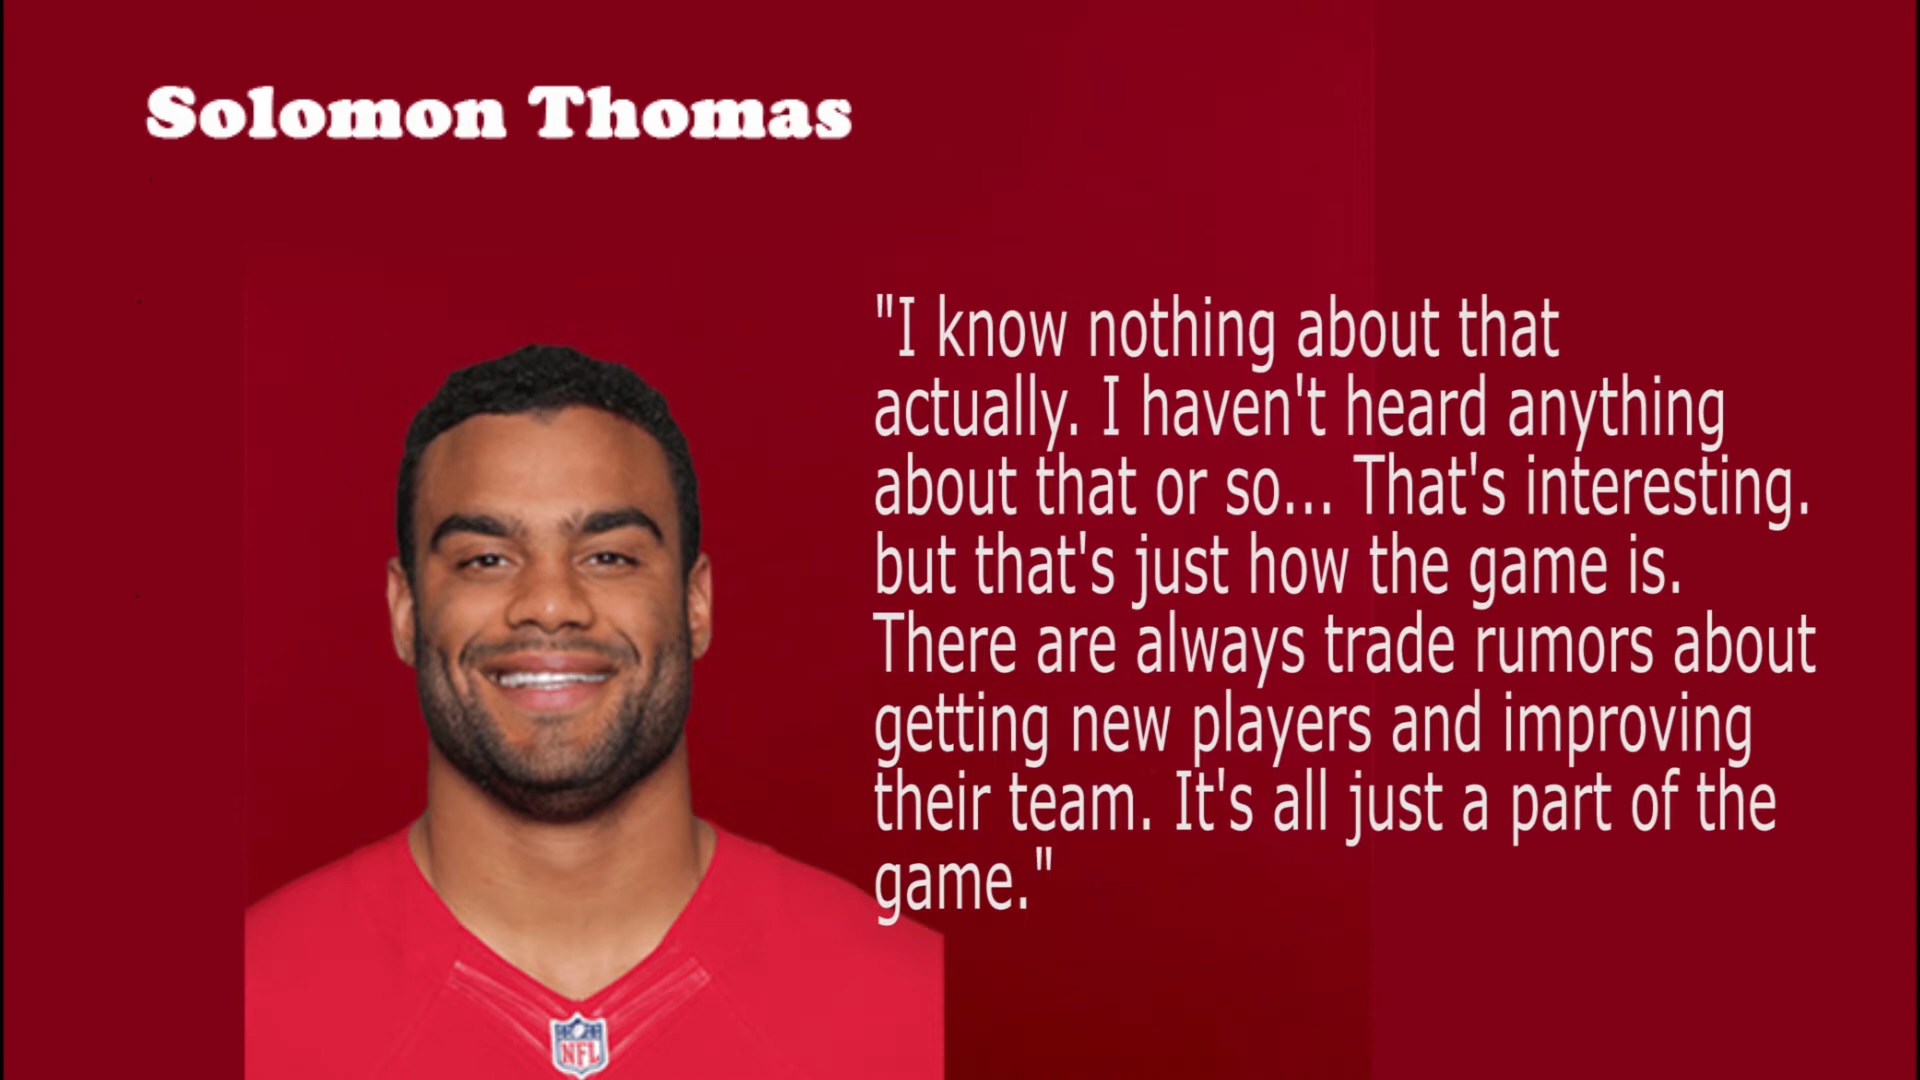 Solomon Thomas
"I know nothing about that
actually. I haven't heard anything
about that or so... That's interesting.
but that's just how the game is.
There are always trade rumors about
getting new players and improving
their team. It's all just a part of the
game."
NFL